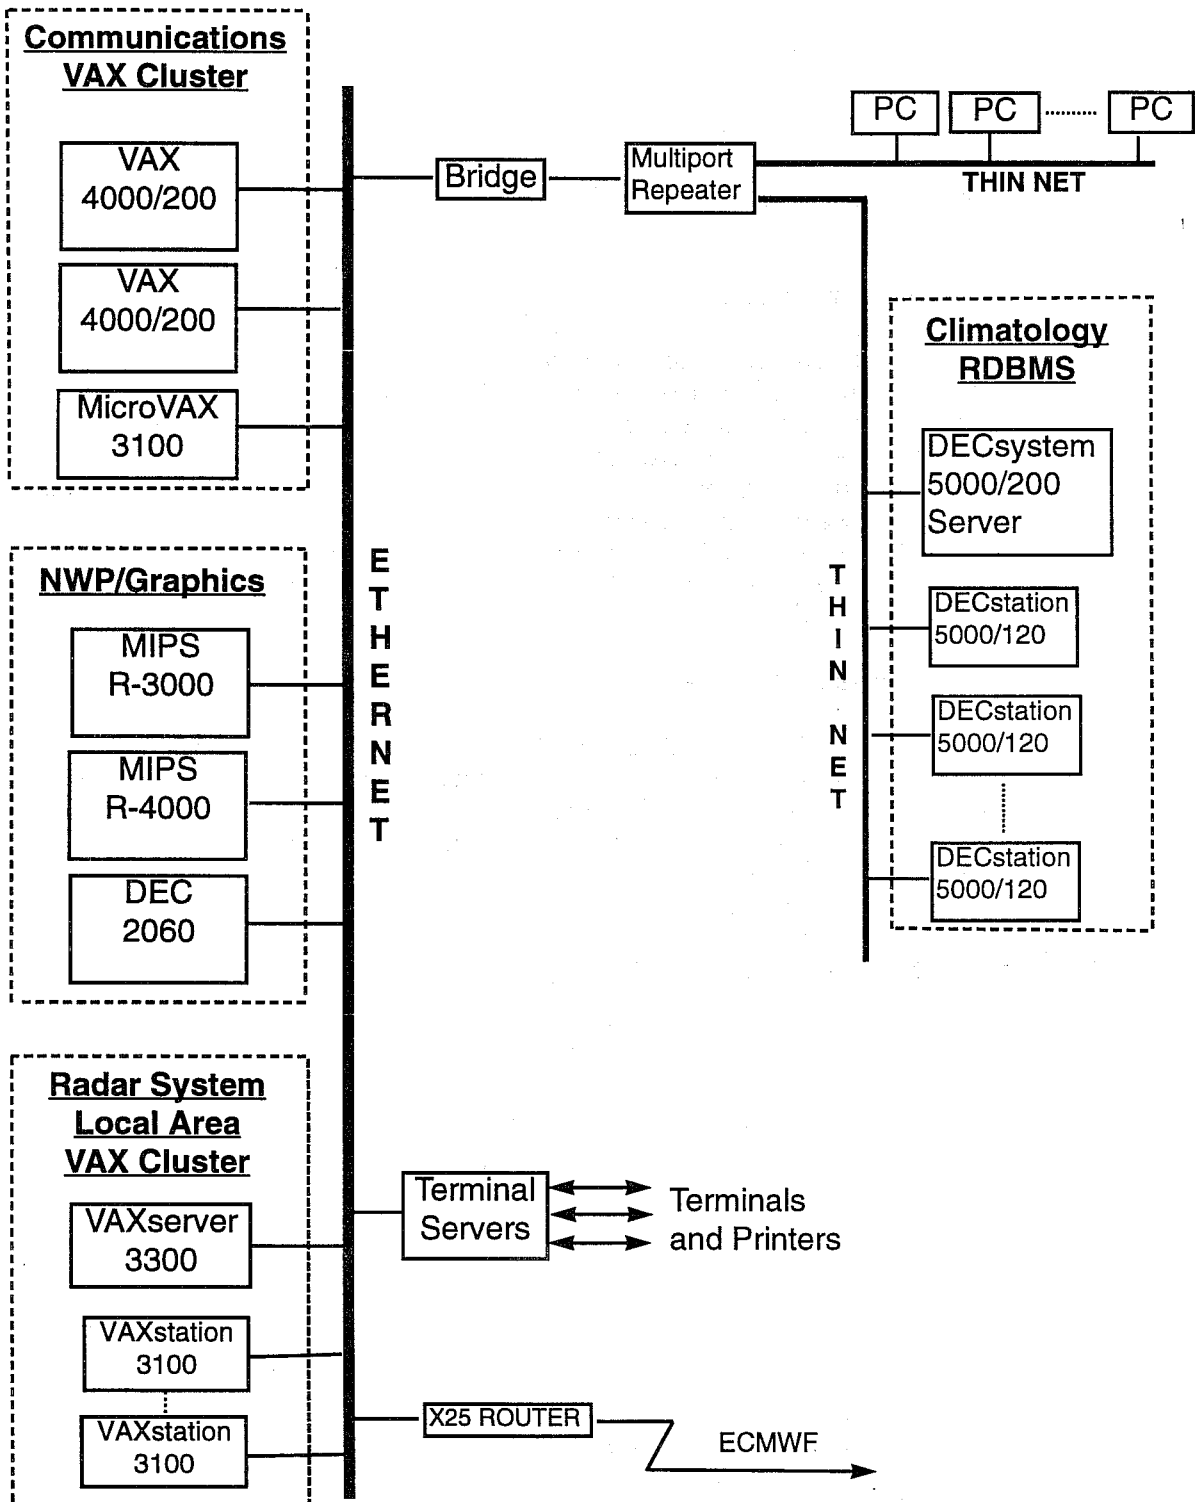 Communications
VAX Cluster
VAX
4000/200
VAX
4000/200
MicroVAX
3100
NWP/Graphics
MIPS
R-3000
MIPS
R-4000
DEC
2060
Radar System
Local Area
VAX Cluster
VAXserver
3300
VAXstation
3100
VAXstation
3100
ETHERNET
Bridge
Multiport
Repeater
PC
PC
PC
THIN NET
THIN NET
Climatology
RDBMS
DECsystem
5000/200
Server
DECstation
5000/120
DECstation
5000/120
DECstation
5000/120
Terminal
Servers
Terminals
and Printers
X25 ROUTER
ECMWF